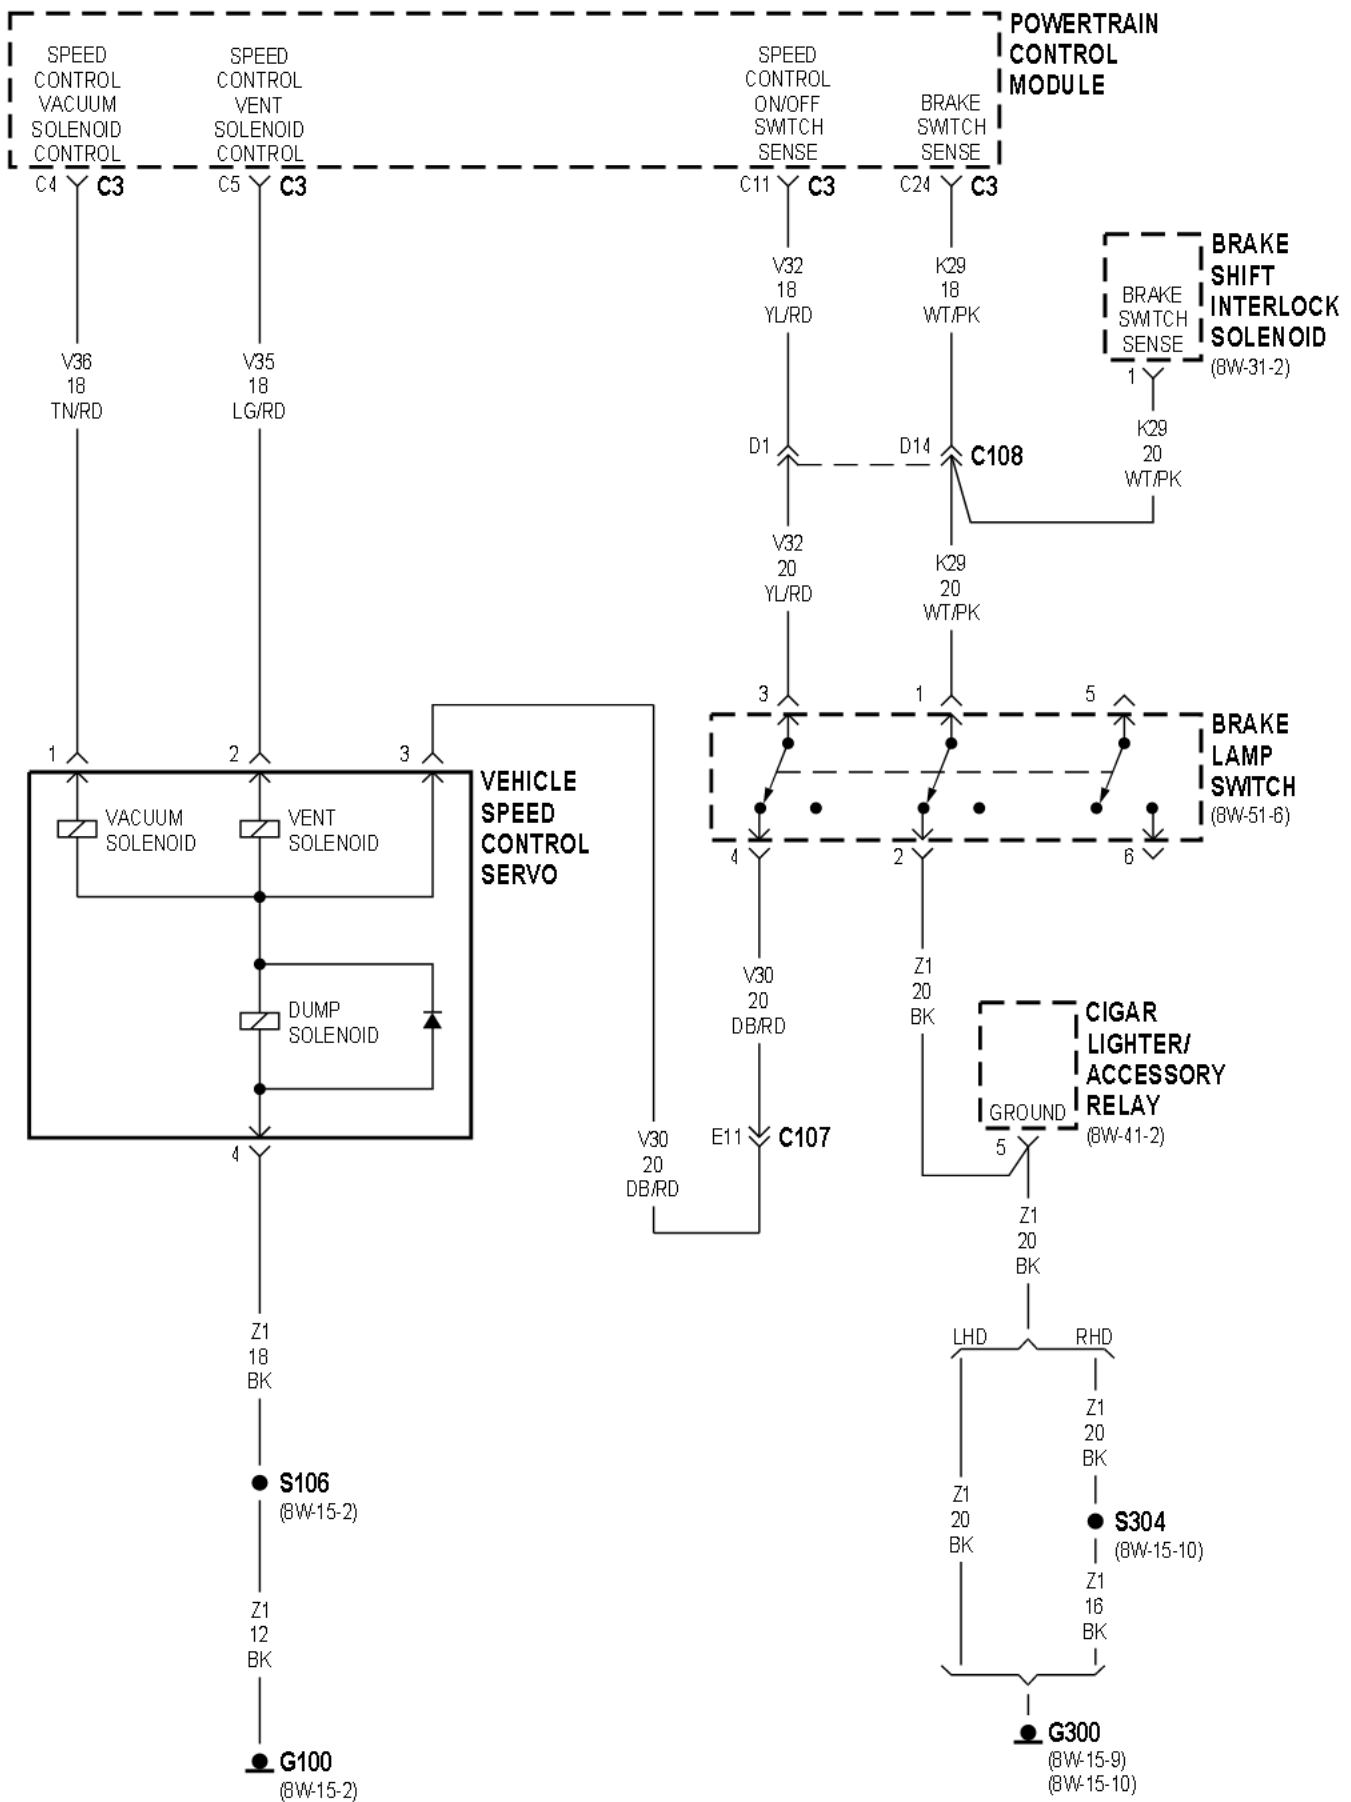 POWERTRAIN
CONTROL
MODULE
SPEED
CONTROL
VACUUM
SOLENOID
CONTROL
SPEED
CONTROL
VENT
SOLENOID
CONTROL
SPEED
CONTROL
ON/OFF
SWITCH
SENSE
BRAKE
SWITCH
SENSE
C4 C3
C5 C3
C11 C3
C24 C3
V36
18
TN/RD
V35
18
LG/RD
V32
18
YL/RD
K29
18
WT/PK
BRAKE
SWITCH
SENSE
BRAKE
SHIFT
INTERLOCK
SOLENOID
(8W-31-2)
1
K29
20
WT/PK
D1
D14 C108
V32
20
YL/RD
K29
20
WT/PK
3
1
5
BRAKE
LAMP
SWITCH
(8W-51-6)
4
2
6
1
2
3
VEHICLE
SPEED
CONTROL
SERVO
VACUUM
SOLENOID
VENT
SOLENOID
DUMP
SOLENOID
4
V30
20
DB/RD
E11 C107
V30
20
DB/RD
Z1
20
BK
CIGAR
LIGHTER/
ACCESSORY
RELAY
(8W-41-2)
GROUND
5
Z1
20
BK
LHD
RHD
Z1
20
BK
Z1
20
BK
S304
(8W-15-10)
Z1
16
BK
G300
(8W-15-9)
(8W-15-10)
Z1
18
BK
S106
(8W-15-2)
Z1
12
BK
G100
(8W-15-2)